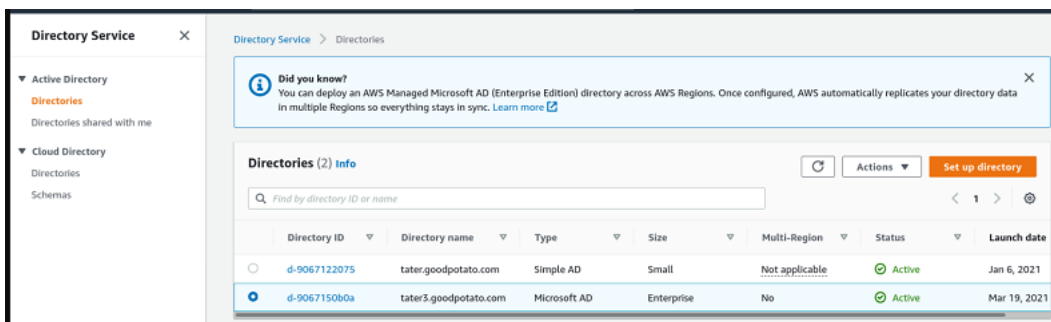 Directory Service
Active Directory
Directories
Directories shared with me
Cloud Directory
Directories
Schemas
Directory Service > Directories
Did you know?
You can deploy an AWS Managed Microsoft AD (Enterprise Edition) directory across AWS Regions. Once configured, AWS automatically replicates your directory data
in multiple Regions so everything stays in sync. Learn more
Directories (2) Info
Actions
Set up directory
Find by directory ID or name
1
Directory ID Directory name Type Size Multi-Region Status Launch date
d-9067122075 tater.goodpotato.com Simple AD Small Not applicable Active Jan 6, 2021
d-9067150b0a tater3.goodpotato.com Microsoft AD Enterprise No Active Mar 19, 2021